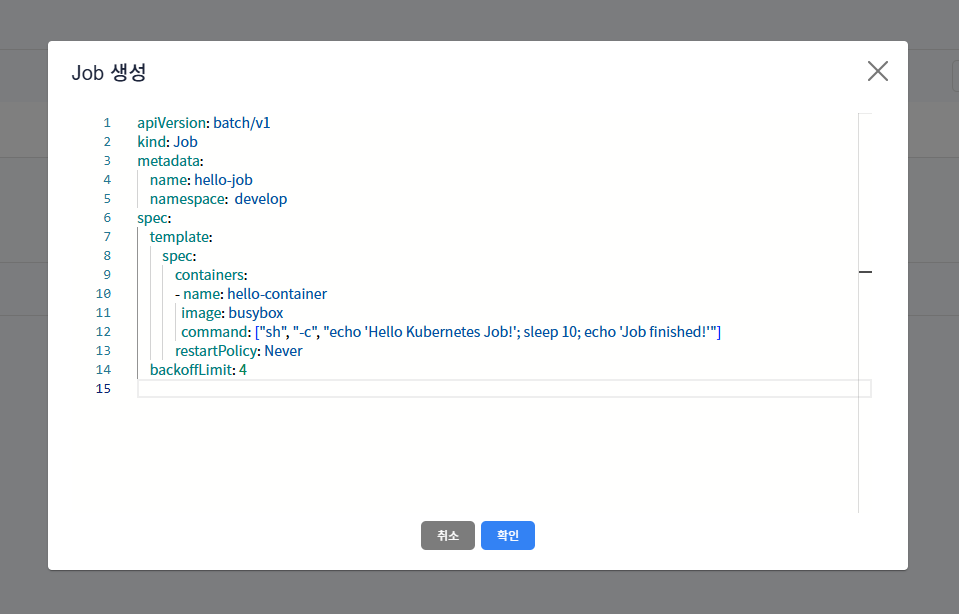 Job 생성
1 apiVersion: batch/v1
2 kind: Job
3 metadata:
4 name: hello-job
5 namespace: develop
6 spec:
7 template:
8 spec:
9 containers:
10 - name: hello-container
11 image: busybox
12 command: ["sh", "-c", "echo 'Hello Kubernetes Job!'; sleep 10; echo 'Job finished!'"]
13 restartPolicy: Never
14 backoffLimit: 4
15
취소 확인